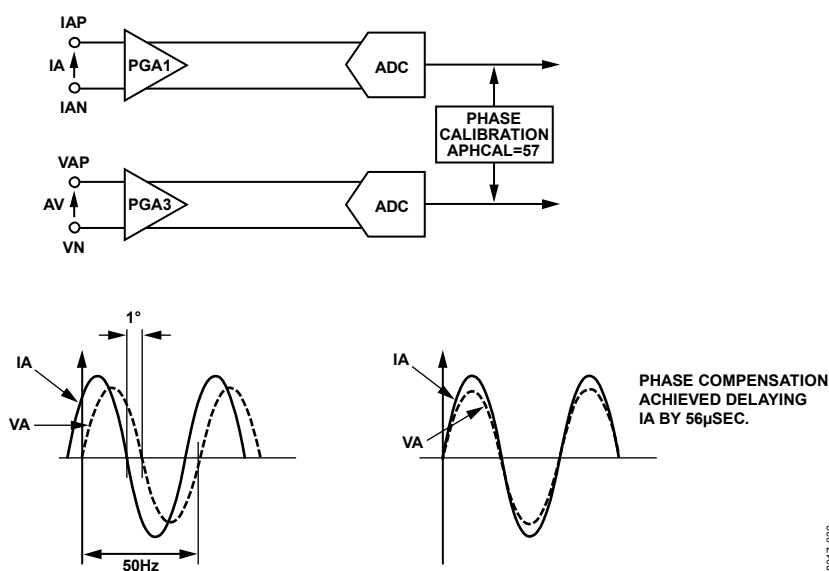 IAP
IA
IAN
PGA1
ADC
PHASE
CALIBRATION
APHCAL=57
VAP
AV
VN
PGA3
ADC
1°
IA
VA
50Hz
IA
VA
PHASE COMPENSATION
ACHIEVED DELAYING
IA BY 56µSEC.